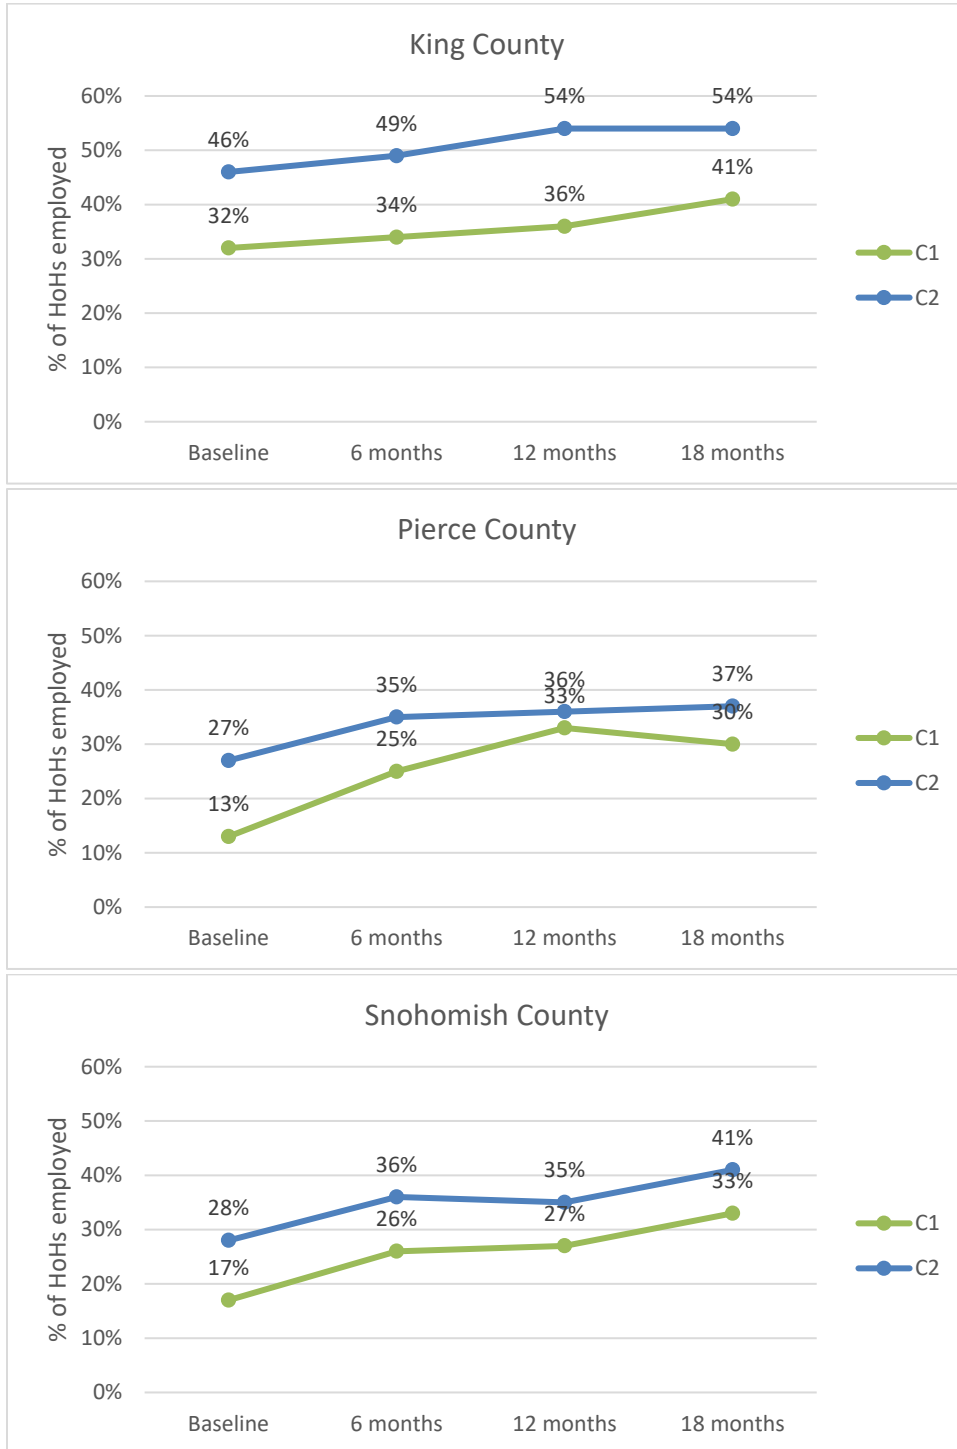 King County
60%
50%
40%
30%
20%
10%
0%
% of HoHs employed
46%
49%
54%
54%
32%
34%
36%
41%
Baseline
6 months
12 months
18 months
C1
C2
Pierce County
60%
50%
40%
30%
20%
10%
0%
% of HoHs employed
27%
35%
36%
37%
13%
25%
33%
30%
Baseline
6 months
12 months
18 months
C1
C2
Snohomish County
60%
50%
40%
30%
20%
10%
0%
% of HoHs employed
28%
36%
35%
41%
17%
26%
27%
33%
Baseline
6 months
12 months
18 months
C1
C2